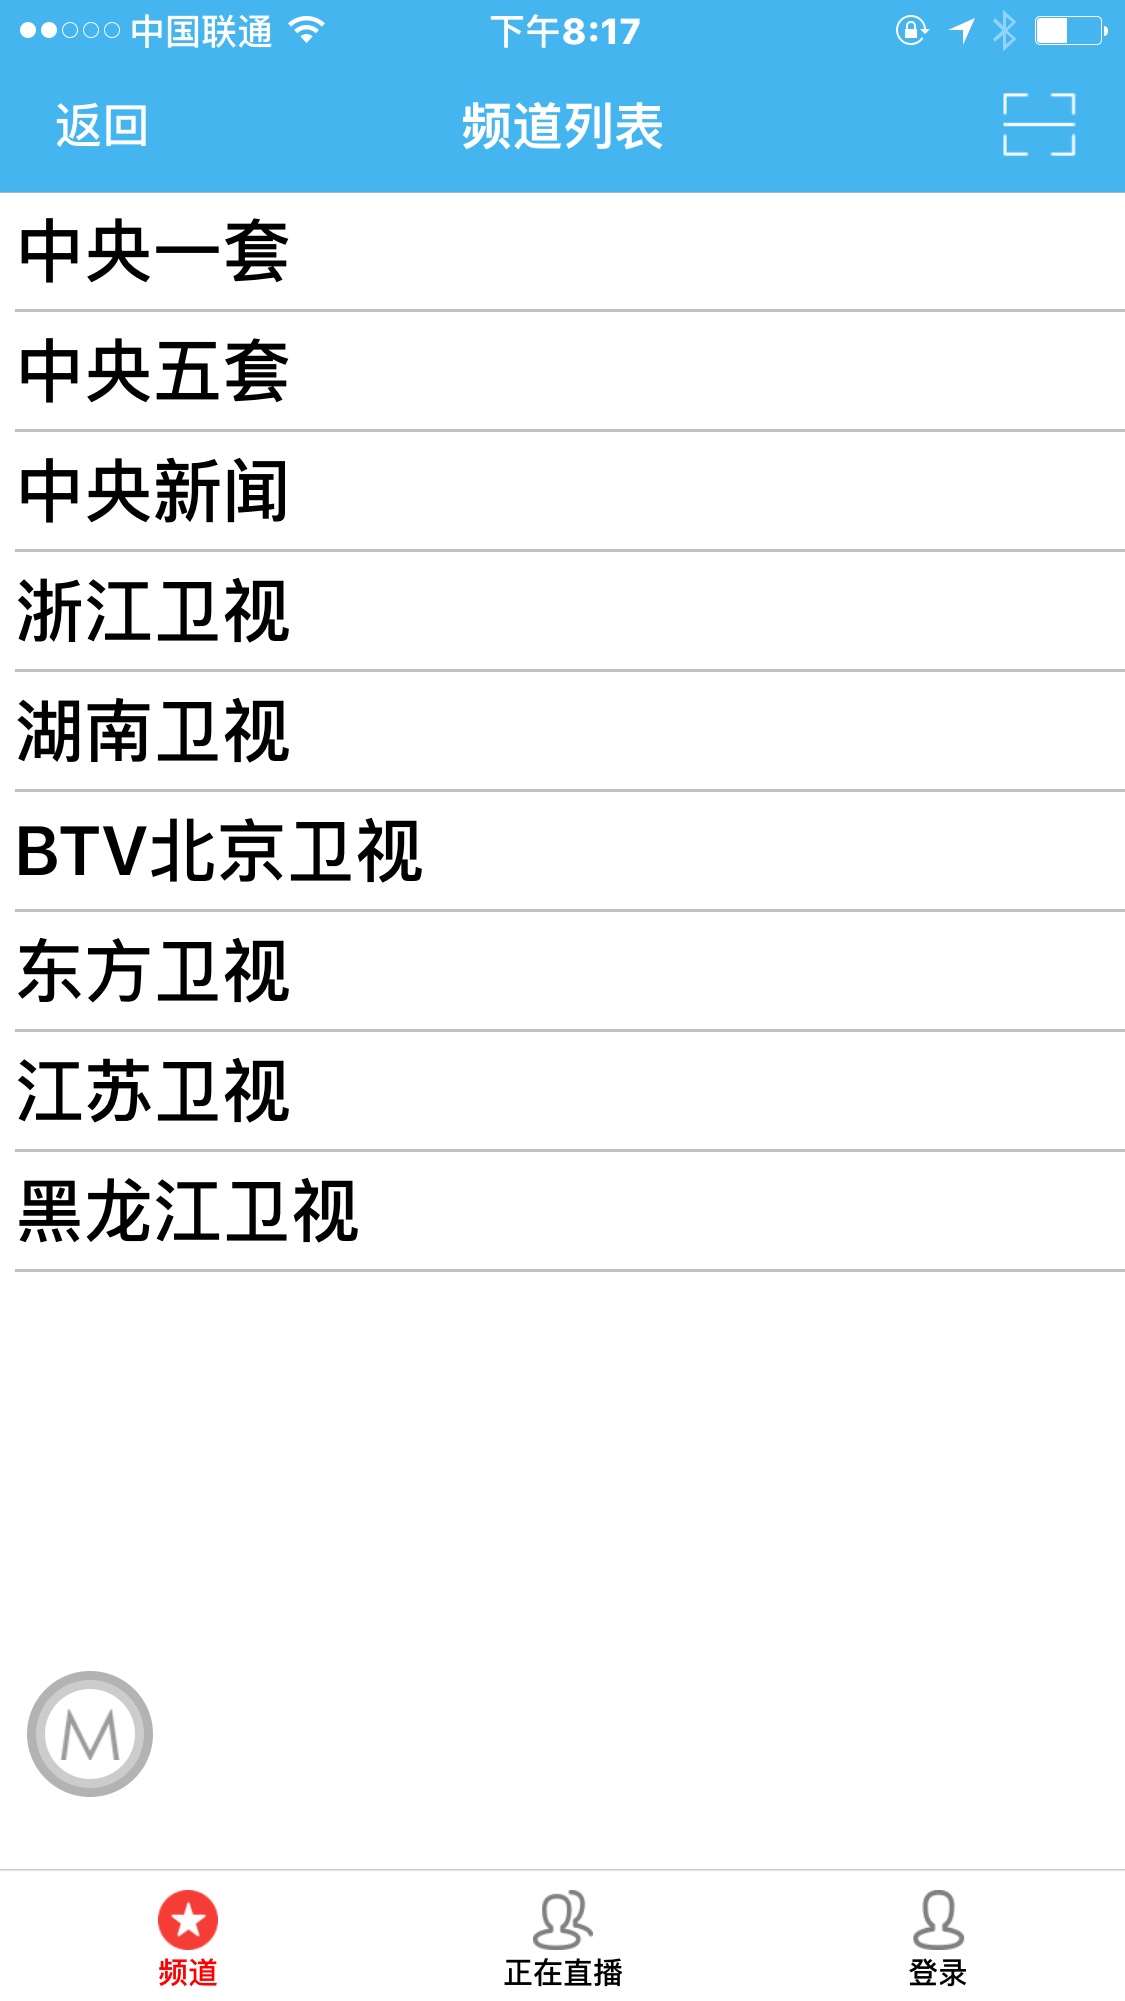 中国联通 下午8:17
返回 频道列表
中央一套
中央五套
中央新闻
浙江卫视
湖南卫视
BTV北京卫视
东方卫视
江苏卫视
黑龙江卫视
M
频道 正在直播 登录